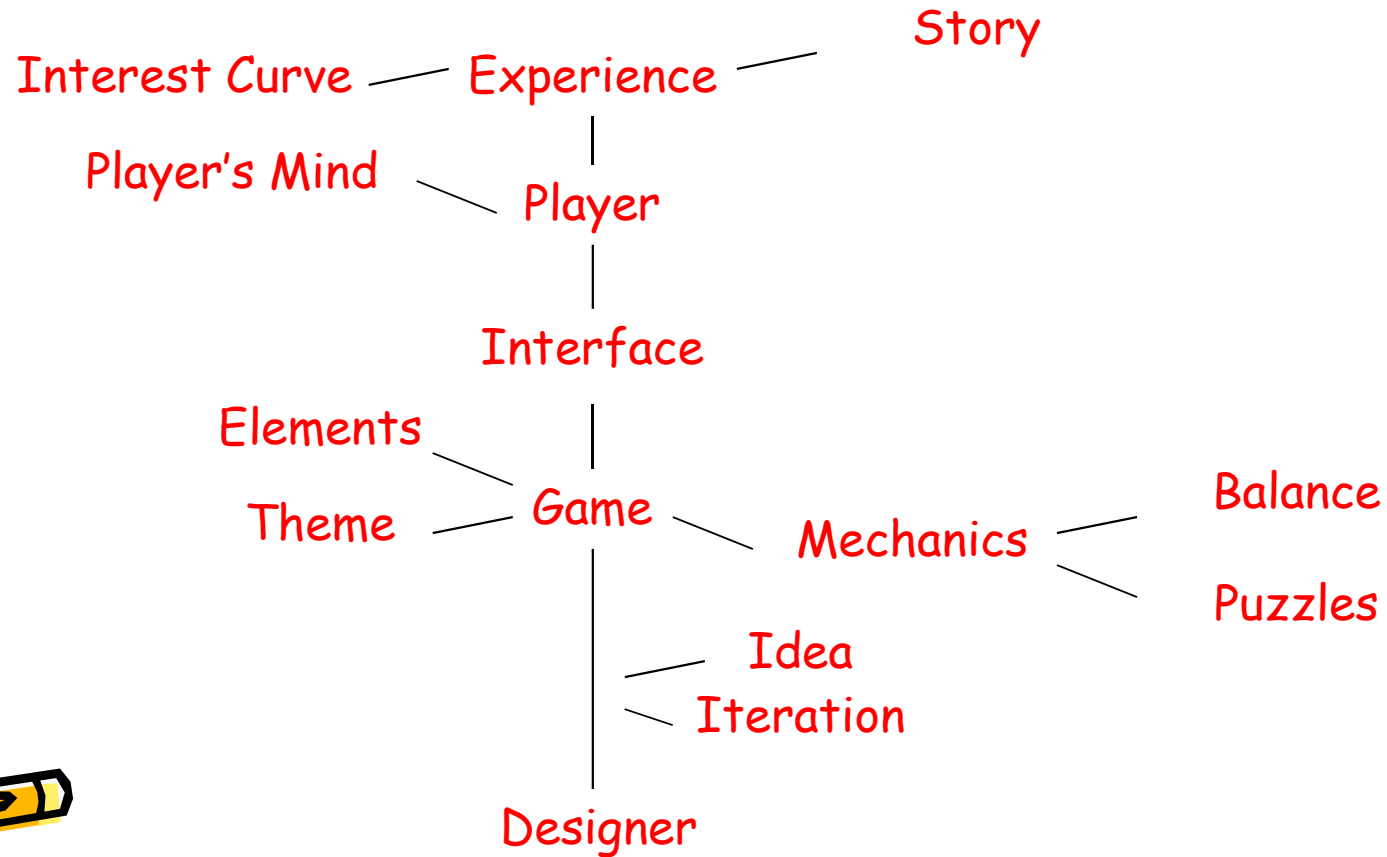 Story
Interest Curve
Experience
Player's Mind
Player
Interface
Elements
Game
Theme
Mechanics
Balance
Puzzles
Idea
Iteration
Designer